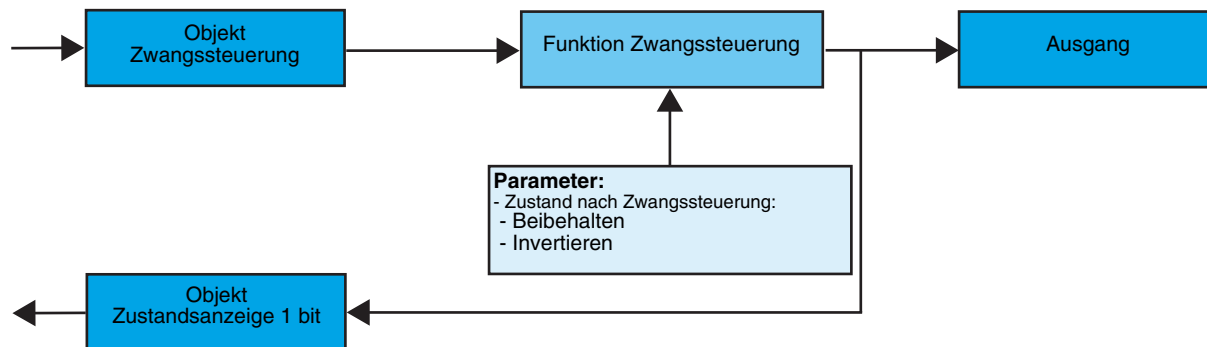 Objekt
Zwangssteuerung
Funktion Zwangssteuerung
Ausgang
Parameter:
- Zustand nach Zwangssteuerung:
- Beibehalten
- Invertieren
Objekt
Zustandsanzeige 1 bit